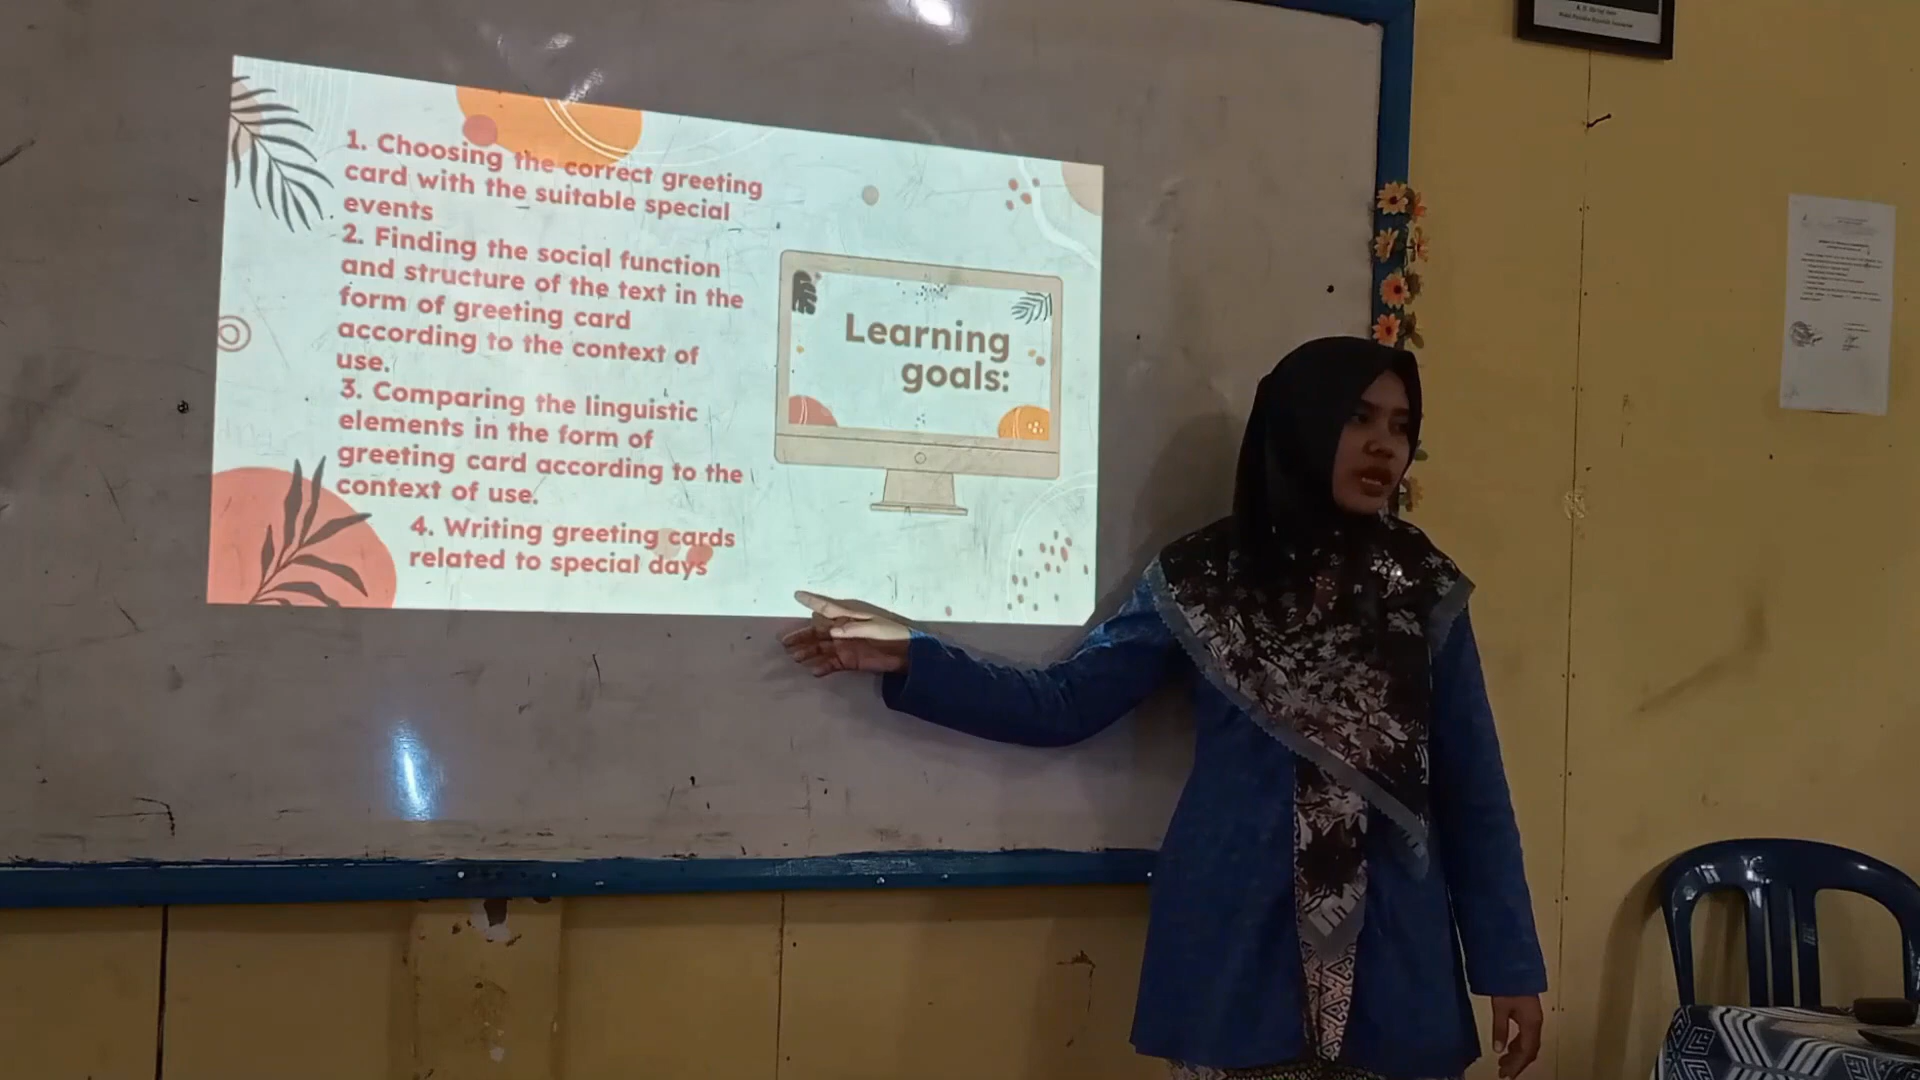 1. Choosing the correct greeting
card with the suitable special
events
2. Finding the social function
and structure of the text in the
form of greeting card
according to the context of
use.
3. Comparing the linguistic
elements in the form of
greeting card according to the
context of use.
4. Writing greeting cards
related to special days
Learning
goals: